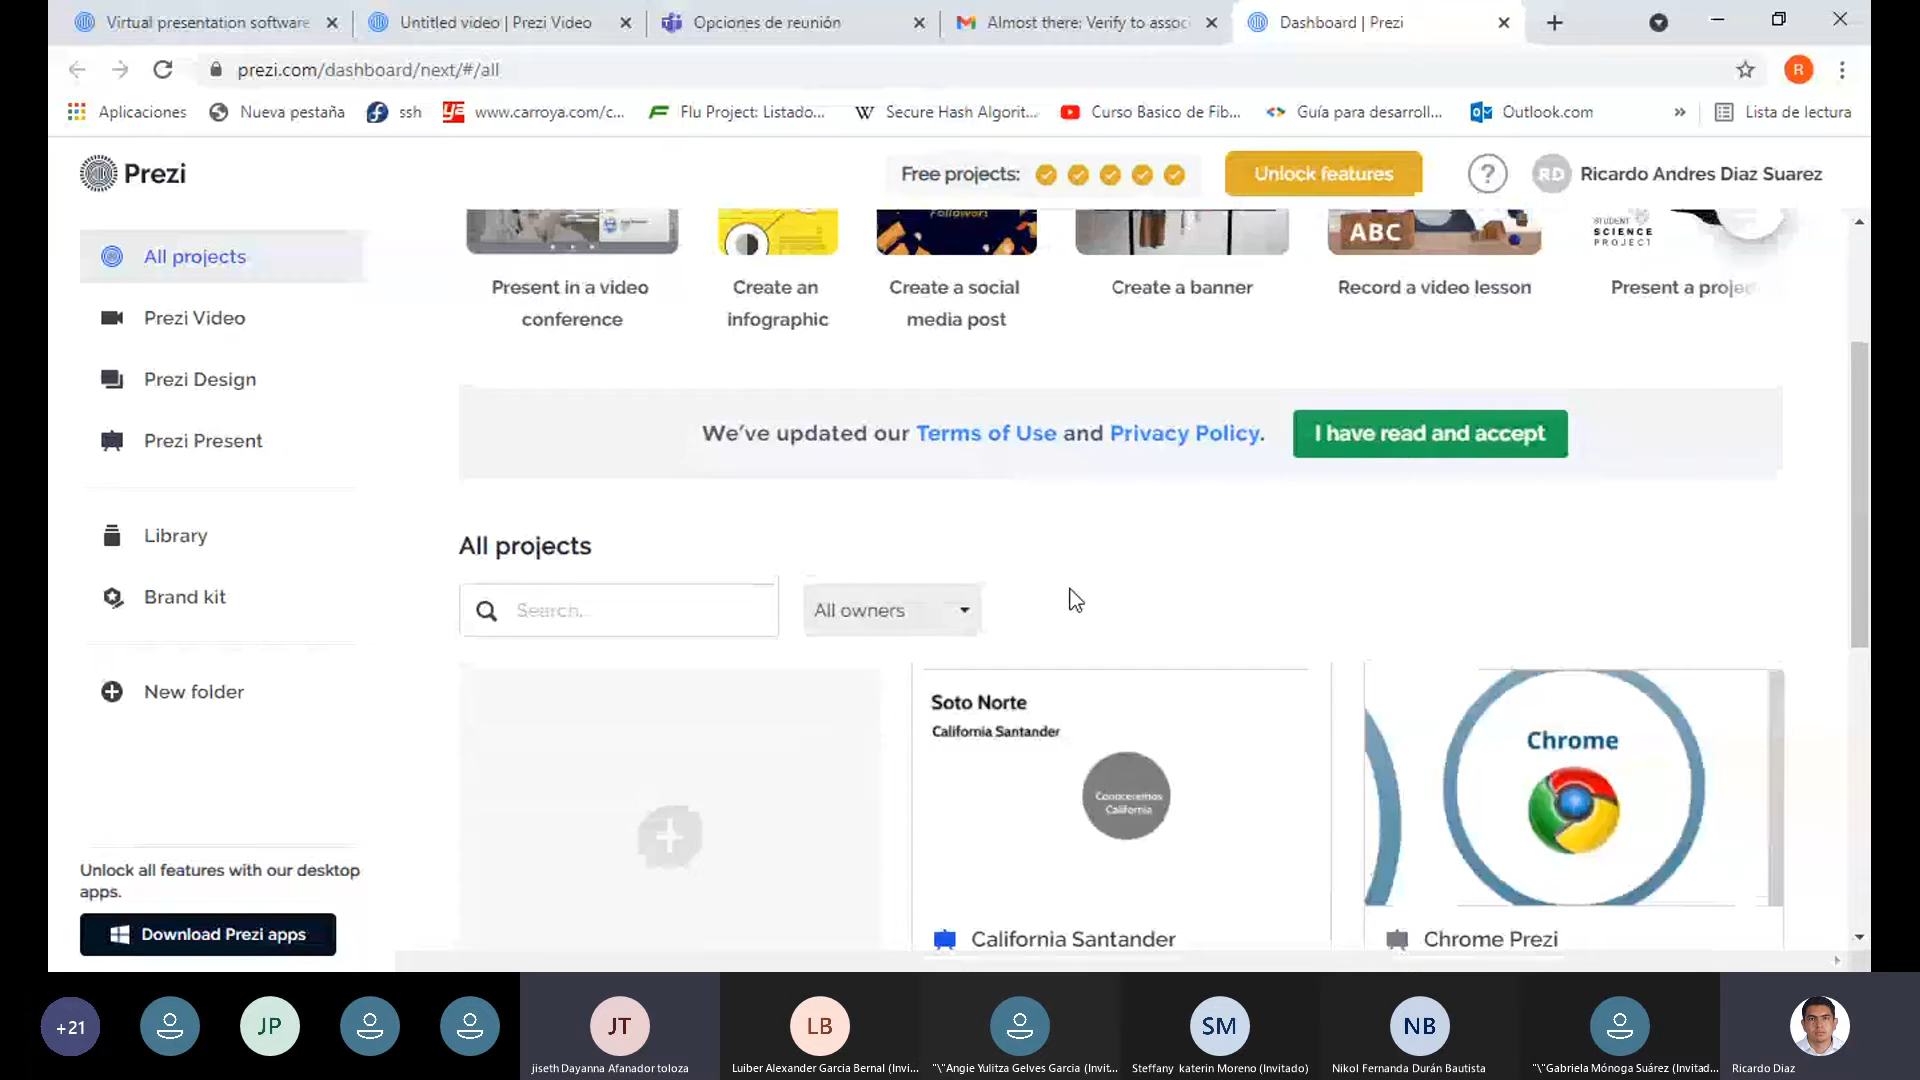 Virtual presentation software
Untitled video | Prezi Video
Opciones de reunión
Almost there: Verify to assoc
Dashboard | Prezi
prezi.com/dashboard/next/#/all
R
Aplicaciones
Nueva pestaña
ssh
www.carroya.com/c...
Flu Project: Listado...
Secure Hash Algorit...
Curso Basico de Fib...
Guía para desarroll...
Outlook.com
»
Lista de lectura
Prezi
Free projects:
Unlock features
?
RD
Ricardo Andres Diaz Suarez
All projects
Prezi Video
Prezi Design
Prezi Present
Library
Brand kit
New folder
Unlock all features with our desktop
apps.
Download Prezi apps
Followers
ABC
STUDENT
SCIENCE
PROJECT
Present in a video
conference
Create an
infographic
Create a social
media post
Create a banner
Record a video lesson
Present a projec
We've updated our Terms of Use and Privacy Policy.
I have read and accept
All projects
Search...
All owners
Soto Norte
California Santander
Conoceremos
California
Chrome
California Santander
Chrome Prezi
+21
JP
JT
LB
SM
NB
jiseth Dayanna Afanador toloza
Luiber Alexander Garcia Bernal (Invi...
"\"Angie Yulitza Gelves Garcia (Invit...
Steffany katerin Moreno (Invitado)
Nikol Fernanda Durán Bautista
"\"Gabriela Mónoga Suárez (Invitad...
Ricardo Diaz